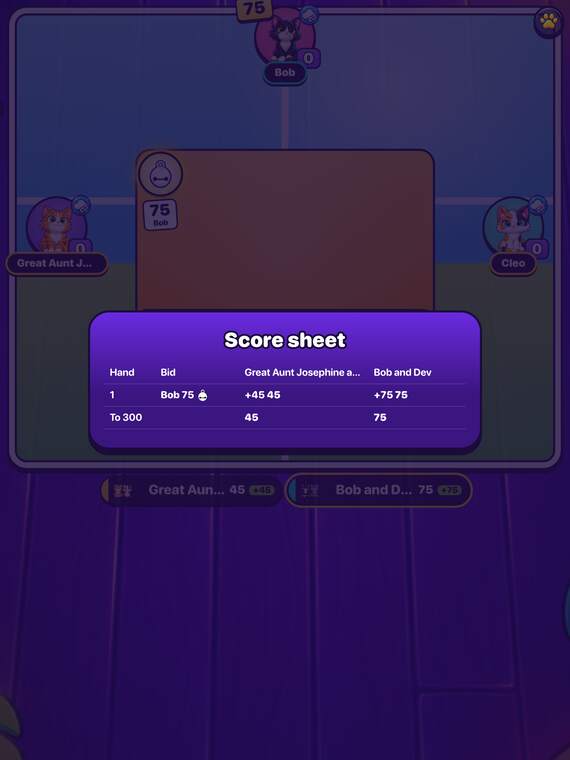 75
0
Bob
75
Bob
0
Great Aunt J...
0
Cleo
Score sheet
Hand Bid Great Aunt Josephine a... Bob and Dev
1 Bob 75 +45 45 +75 75
To 300 45 75
Great Aun... 45 +45
Bob and D... 75 +75